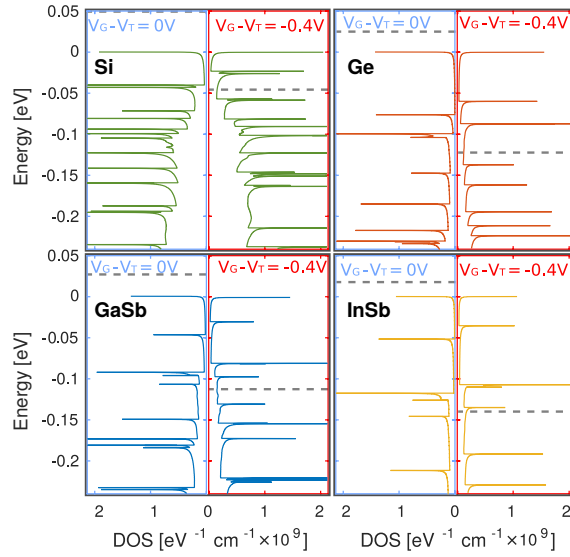 V_G-V_T= 0V V_G-V_T= -0.4V V_G-V_T= 0V V_G-V_T= -0.4V
0.05
0
-0.05
-0.1
-0.15
-0.2
Energy [eV]
Si
Ge
V_G-V_T= 0V V_G-V_T= -0.4V V_G-V_T= 0V V_G-V_T= -0.4V
0.05
0
-0.05
-0.1
-0.15
-0.2
Energy [eV]
GaSb
InSb
2 1 0 1 2 2 1 0 1 2
DOS [eV ⁻¹ cm ⁻¹ ×10 ⁹] DOS [eV ⁻¹ cm ⁻¹ ×10 ⁹]